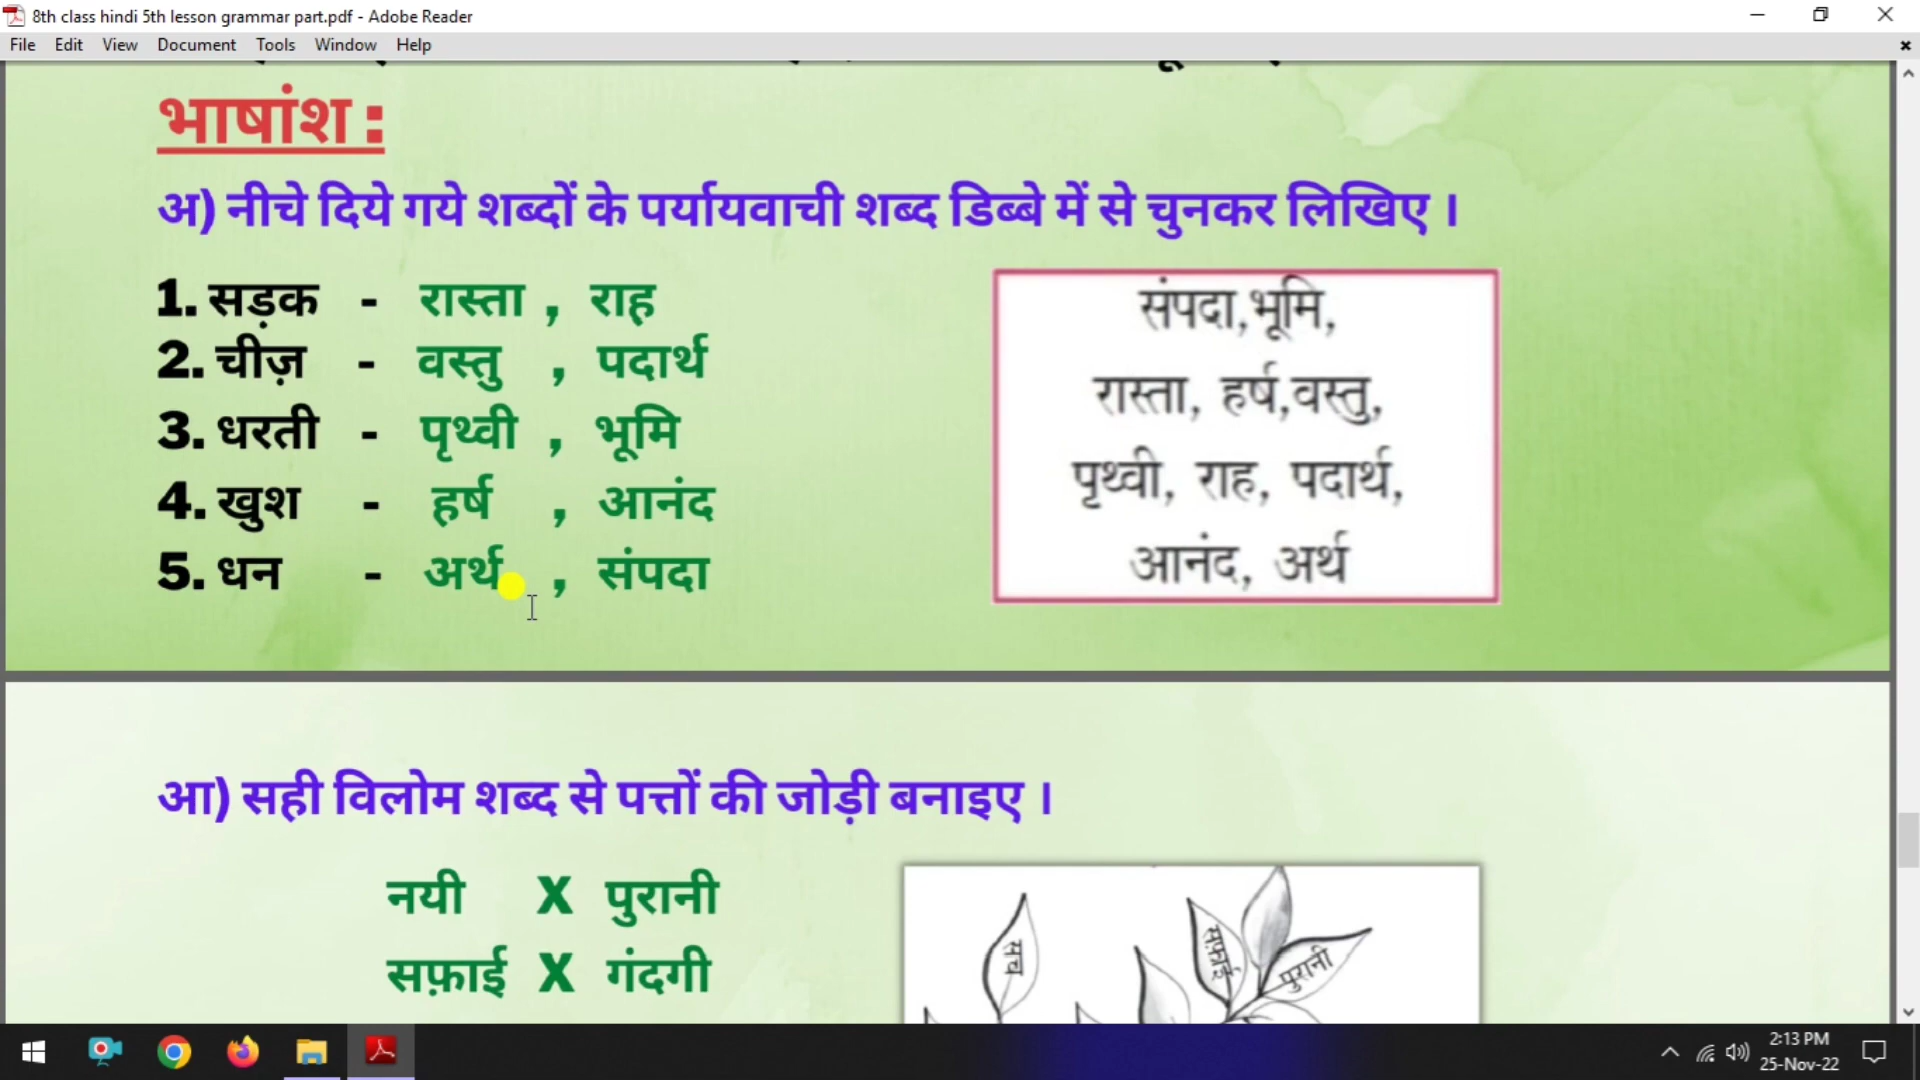 8th class hindi 5th lesson grammar part.pdf - Adobe Reader
File Edit View Document Tools Window Help
भाषांश :
अ) नीचे दिये गये शब्दों के पर्यायवाची शब्द डिब्बे में से चुनकर लिखिए ।
1. सड़क - रास्ता , राह
2. चीज़ - वस्तु , पदार्थ
3. धरती - पृथ्वी , भूमि
4. खुश - हर्ष , आनंद
5. धन - अर्थ , संपदा
संपदा,भूमि,
रास्ता, हर्ष,वस्तु,
पृथ्वी, राह, पदार्थ,
आनंद, अर्थ
आ) सही विलोम शब्द से पत्तों की जोड़ी बनाइए ।
नयी X पुरानी
सफ़ाई X गंदगी
सच
सफ़ाई
पुरानी
2:13 PM
25-Nov-22